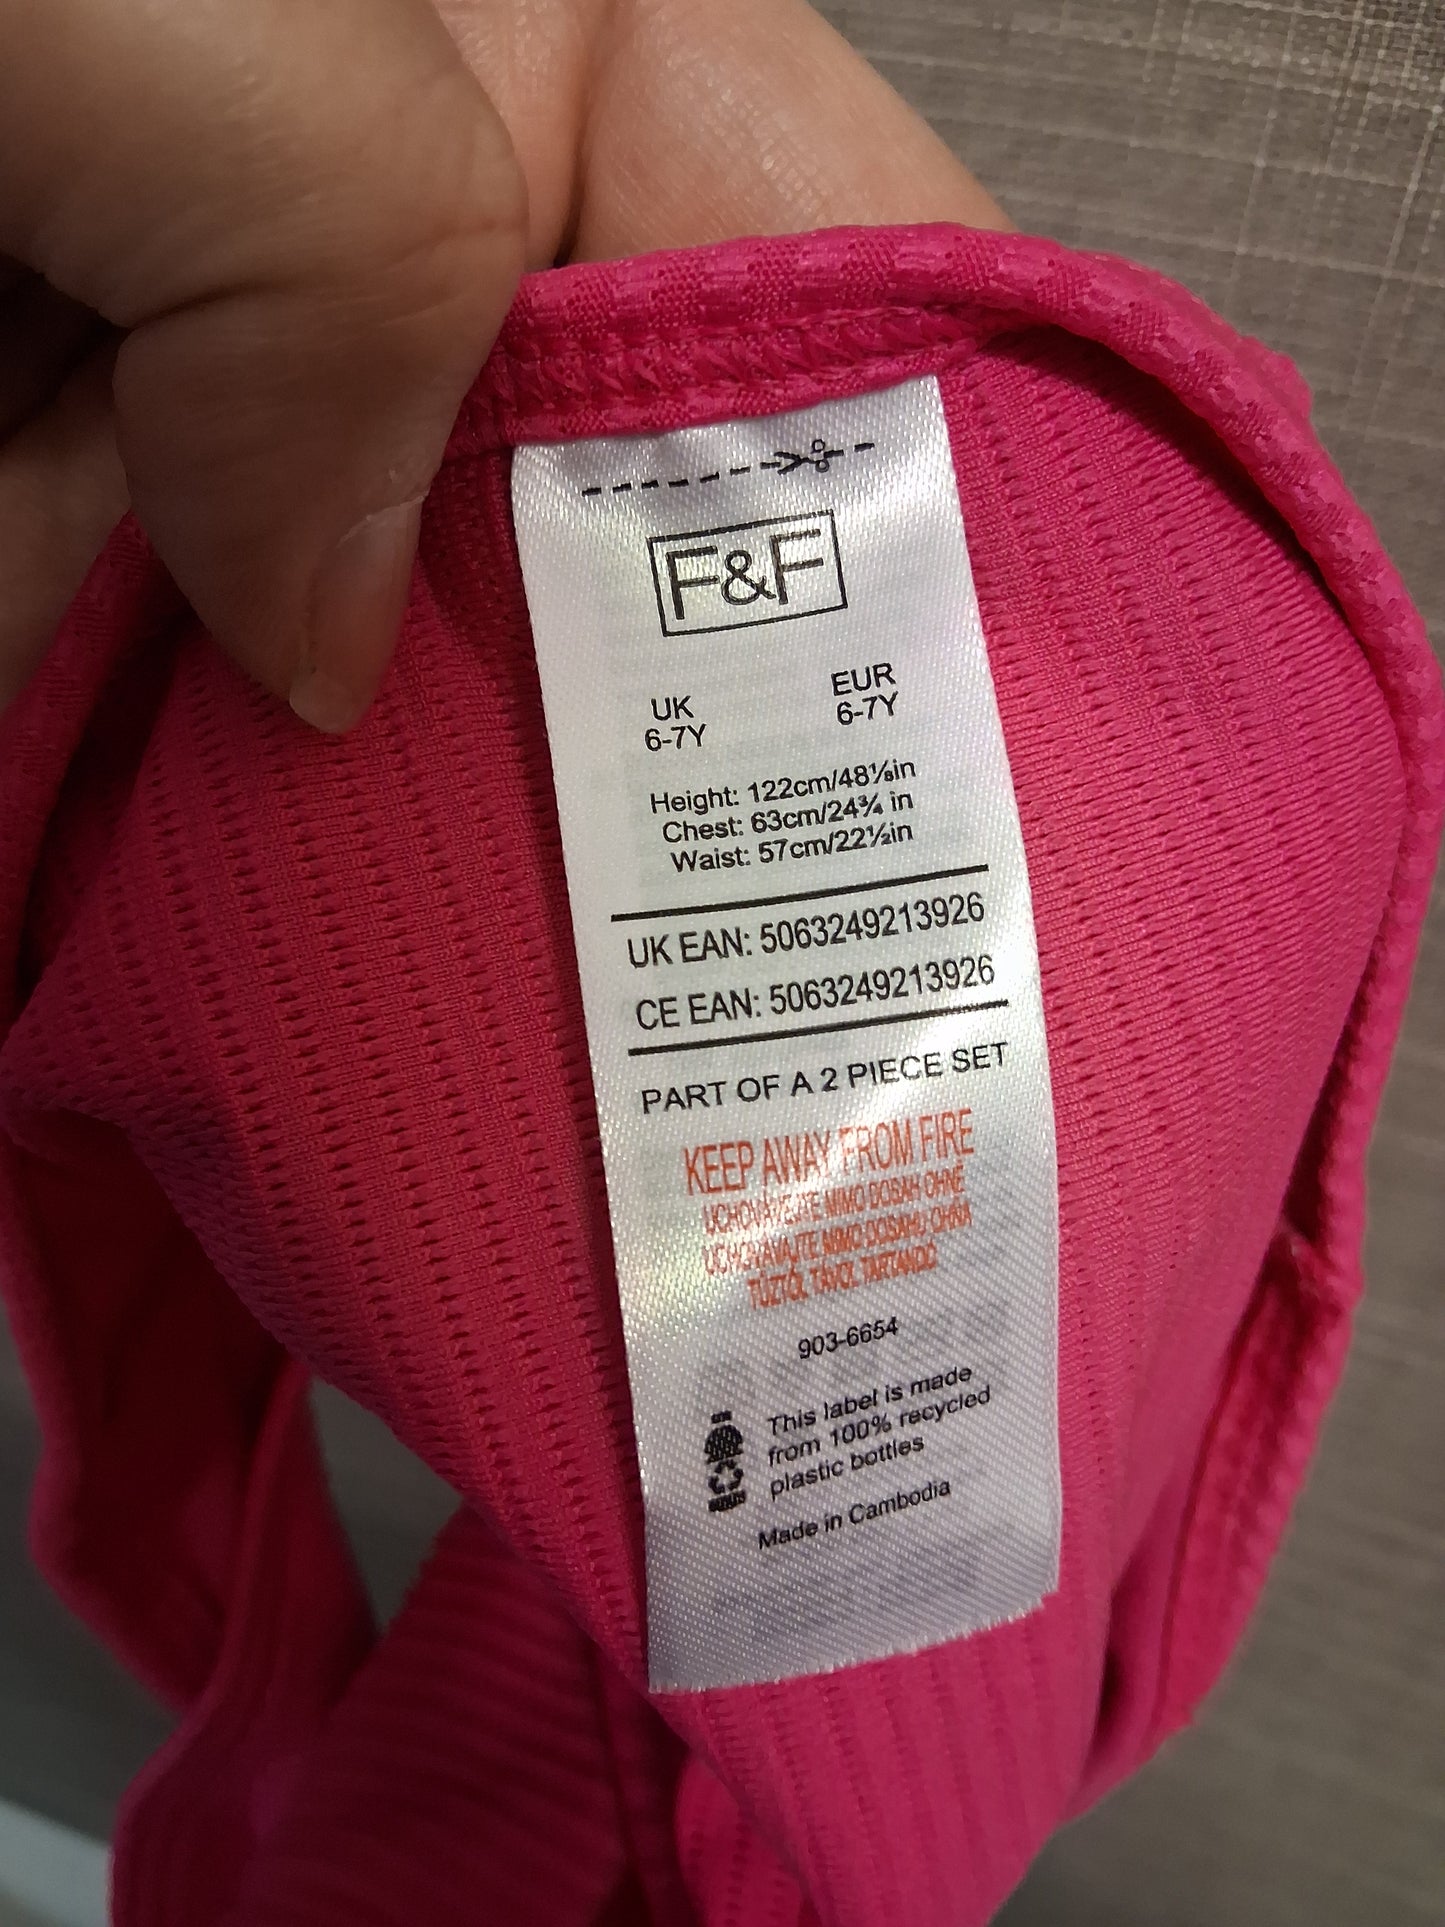 F&F
UK
6-7Y
EUR
6-7Y
Height: 122cm/48⅛in
Chest: 63cm/24¾ in
Waist: 57cm/22½in
UK EAN: 5063249213926
CE EAN: 5063249213926
PART OF A 2 PIECE SET
KEEP AWAY FROM FIRE
UCHOVÁVEJTE MIMO DOSAH OHNĚ
UCHOVÁVAJTE MIMO DOSAHU OHŇA
TŰZTŐL TÁVOL TARTANDÓ
903-6654
This label is made
from 100% recycled
plastic bottles
Made in Cambodia